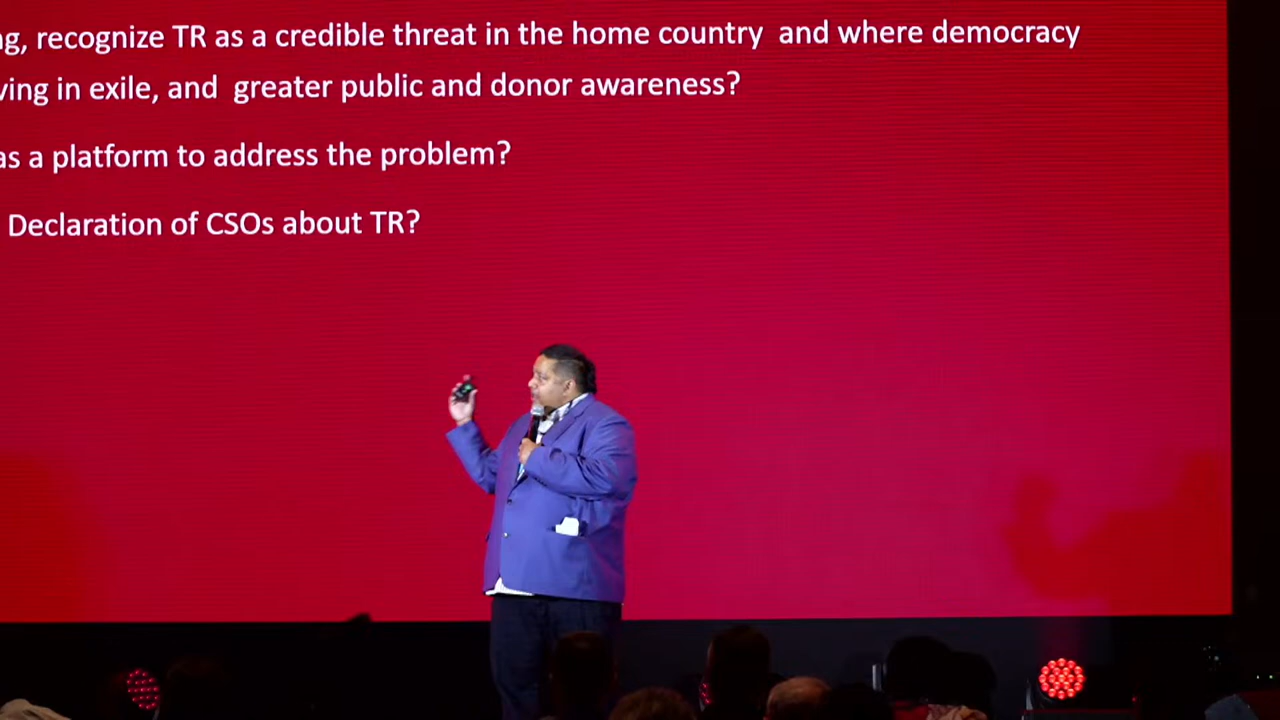 recognize TR as a credible threat in the home country and where democracy
in exile, and greater public and donor awareness?
as a platform to address the problem?
Declaration of CSOs about TR?